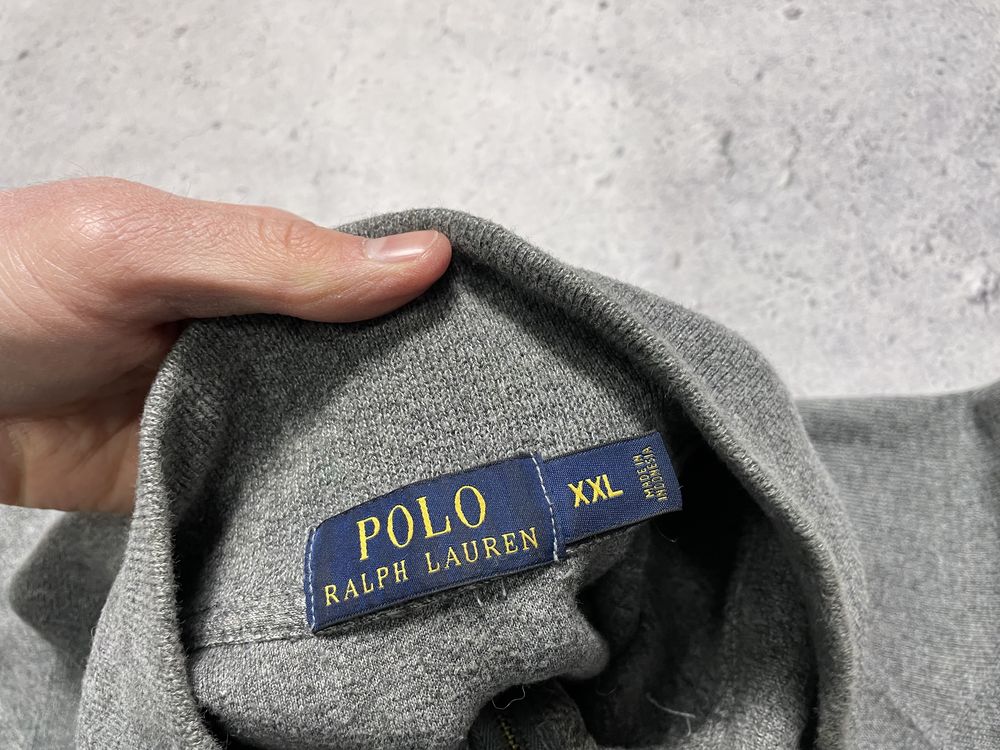 POLO
RALPH LAUREN
XXL
MADE IN
INDONESIA